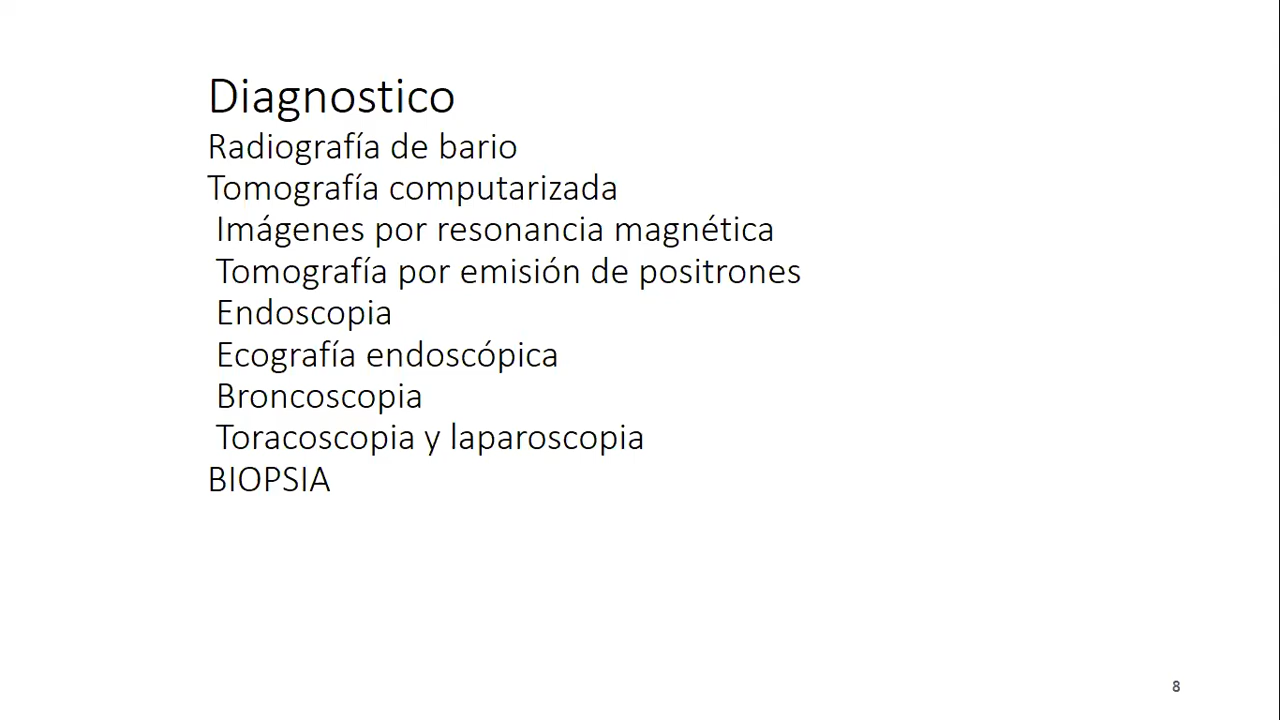 Diagnostico
Radiografía de bario
Tomografía computarizada
Imágenes por resonancia magnética
Tomografía por emisión de positrones
Endoscopia
Ecografía endoscópica
Broncoscopia
Toracoscopia y laparoscopia
BIOPSIA
8